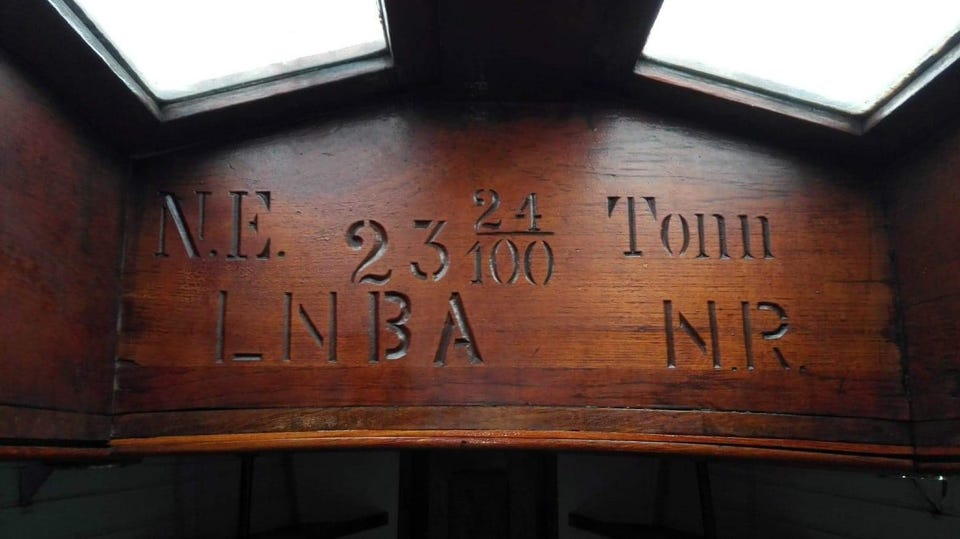 N.E. 23 24/100 Tonn
LNBA N.R.